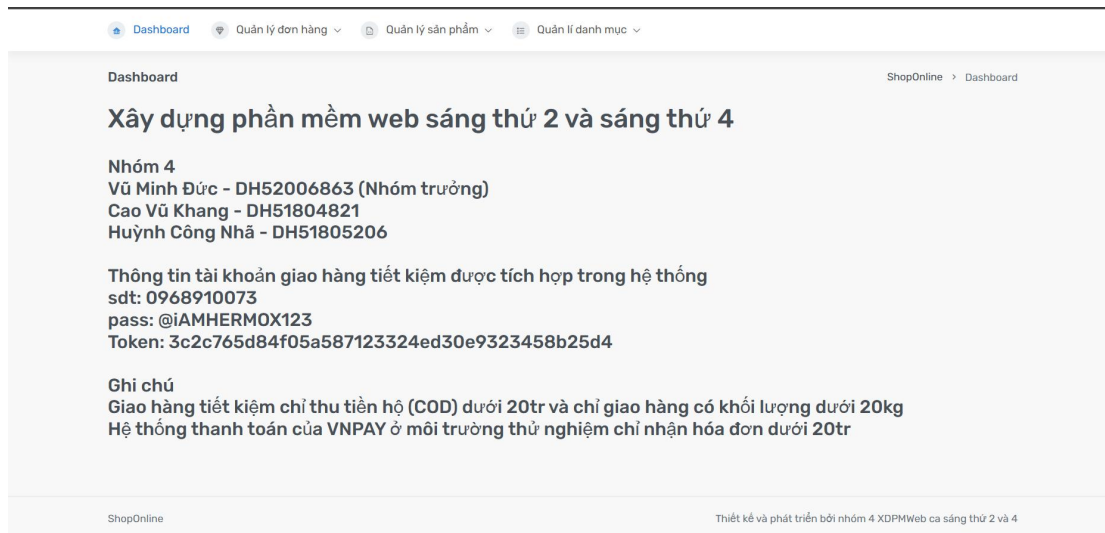 Dashboard Quản lý đơn hàng Quản lý sản phẩm Quản lí danh mục
Dashboard ShopOnline > Dashboard
Xây dựng phần mềm web sáng thứ 2 và sáng thứ 4
Nhóm 4
Vũ Minh Đức - DH52006863 (Nhóm trưởng)
Cao Vũ Khang - DH51804821
Huỳnh Công Nhã - DH51805206
Thông tin tài khoản giao hàng tiết kiệm được tích hợp trong hệ thống
sdt: 0968910073
pass: @iAMHERMOX123
Token: 3c2c765d84f05a587123324ed30e9323458b25d4
Ghi chú
Giao hàng tiết kiệm chỉ thu tiền hộ (COD) dưới 20tr và chỉ giao hàng có khối lượng dưới 20kg
Hệ thống thanh toán của VNPAY ở môi trường thử nghiệm chỉ nhận hóa đơn dưới 20tr
ShopOnline Thiết kế và phát triển bởi nhóm 4 XDPMWeb ca sáng thứ 2 và 4